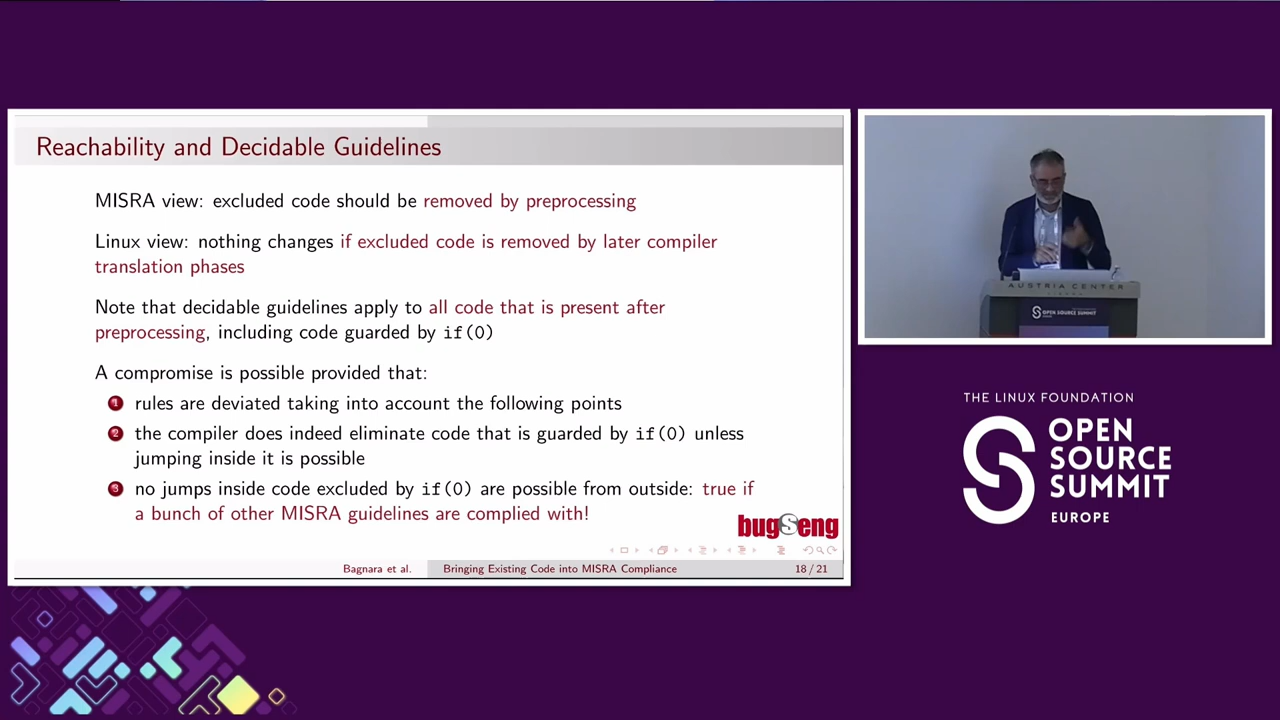 Reachability and Decidable Guidelines
MISRA view: excluded code should be removed by preprocessing
Linux view: nothing changes if excluded code is removed by later compiler
translation phases
Note that decidable guidelines apply to all code that is present after
preprocessing, including code guarded by if(0)
A compromise is possible provided that:
1 rules are deviated taking into account the following points
2 the compiler does indeed eliminate code that is guarded by if(0) unless
jumping inside it is possible
3 no jumps inside code excluded by if(0) are possible from outside: true if
a bunch of other MISRA guidelines are complied with!
bugSeng
Bagnara et al.
Bringing Existing Code into MISRA Compliance
18 / 21
AUSTRIA CENTER
OPEN SOURCE SUMMIT
THE LINUX FOUNDATION
OPEN
SOURCE
SUMMIT
EUROPE